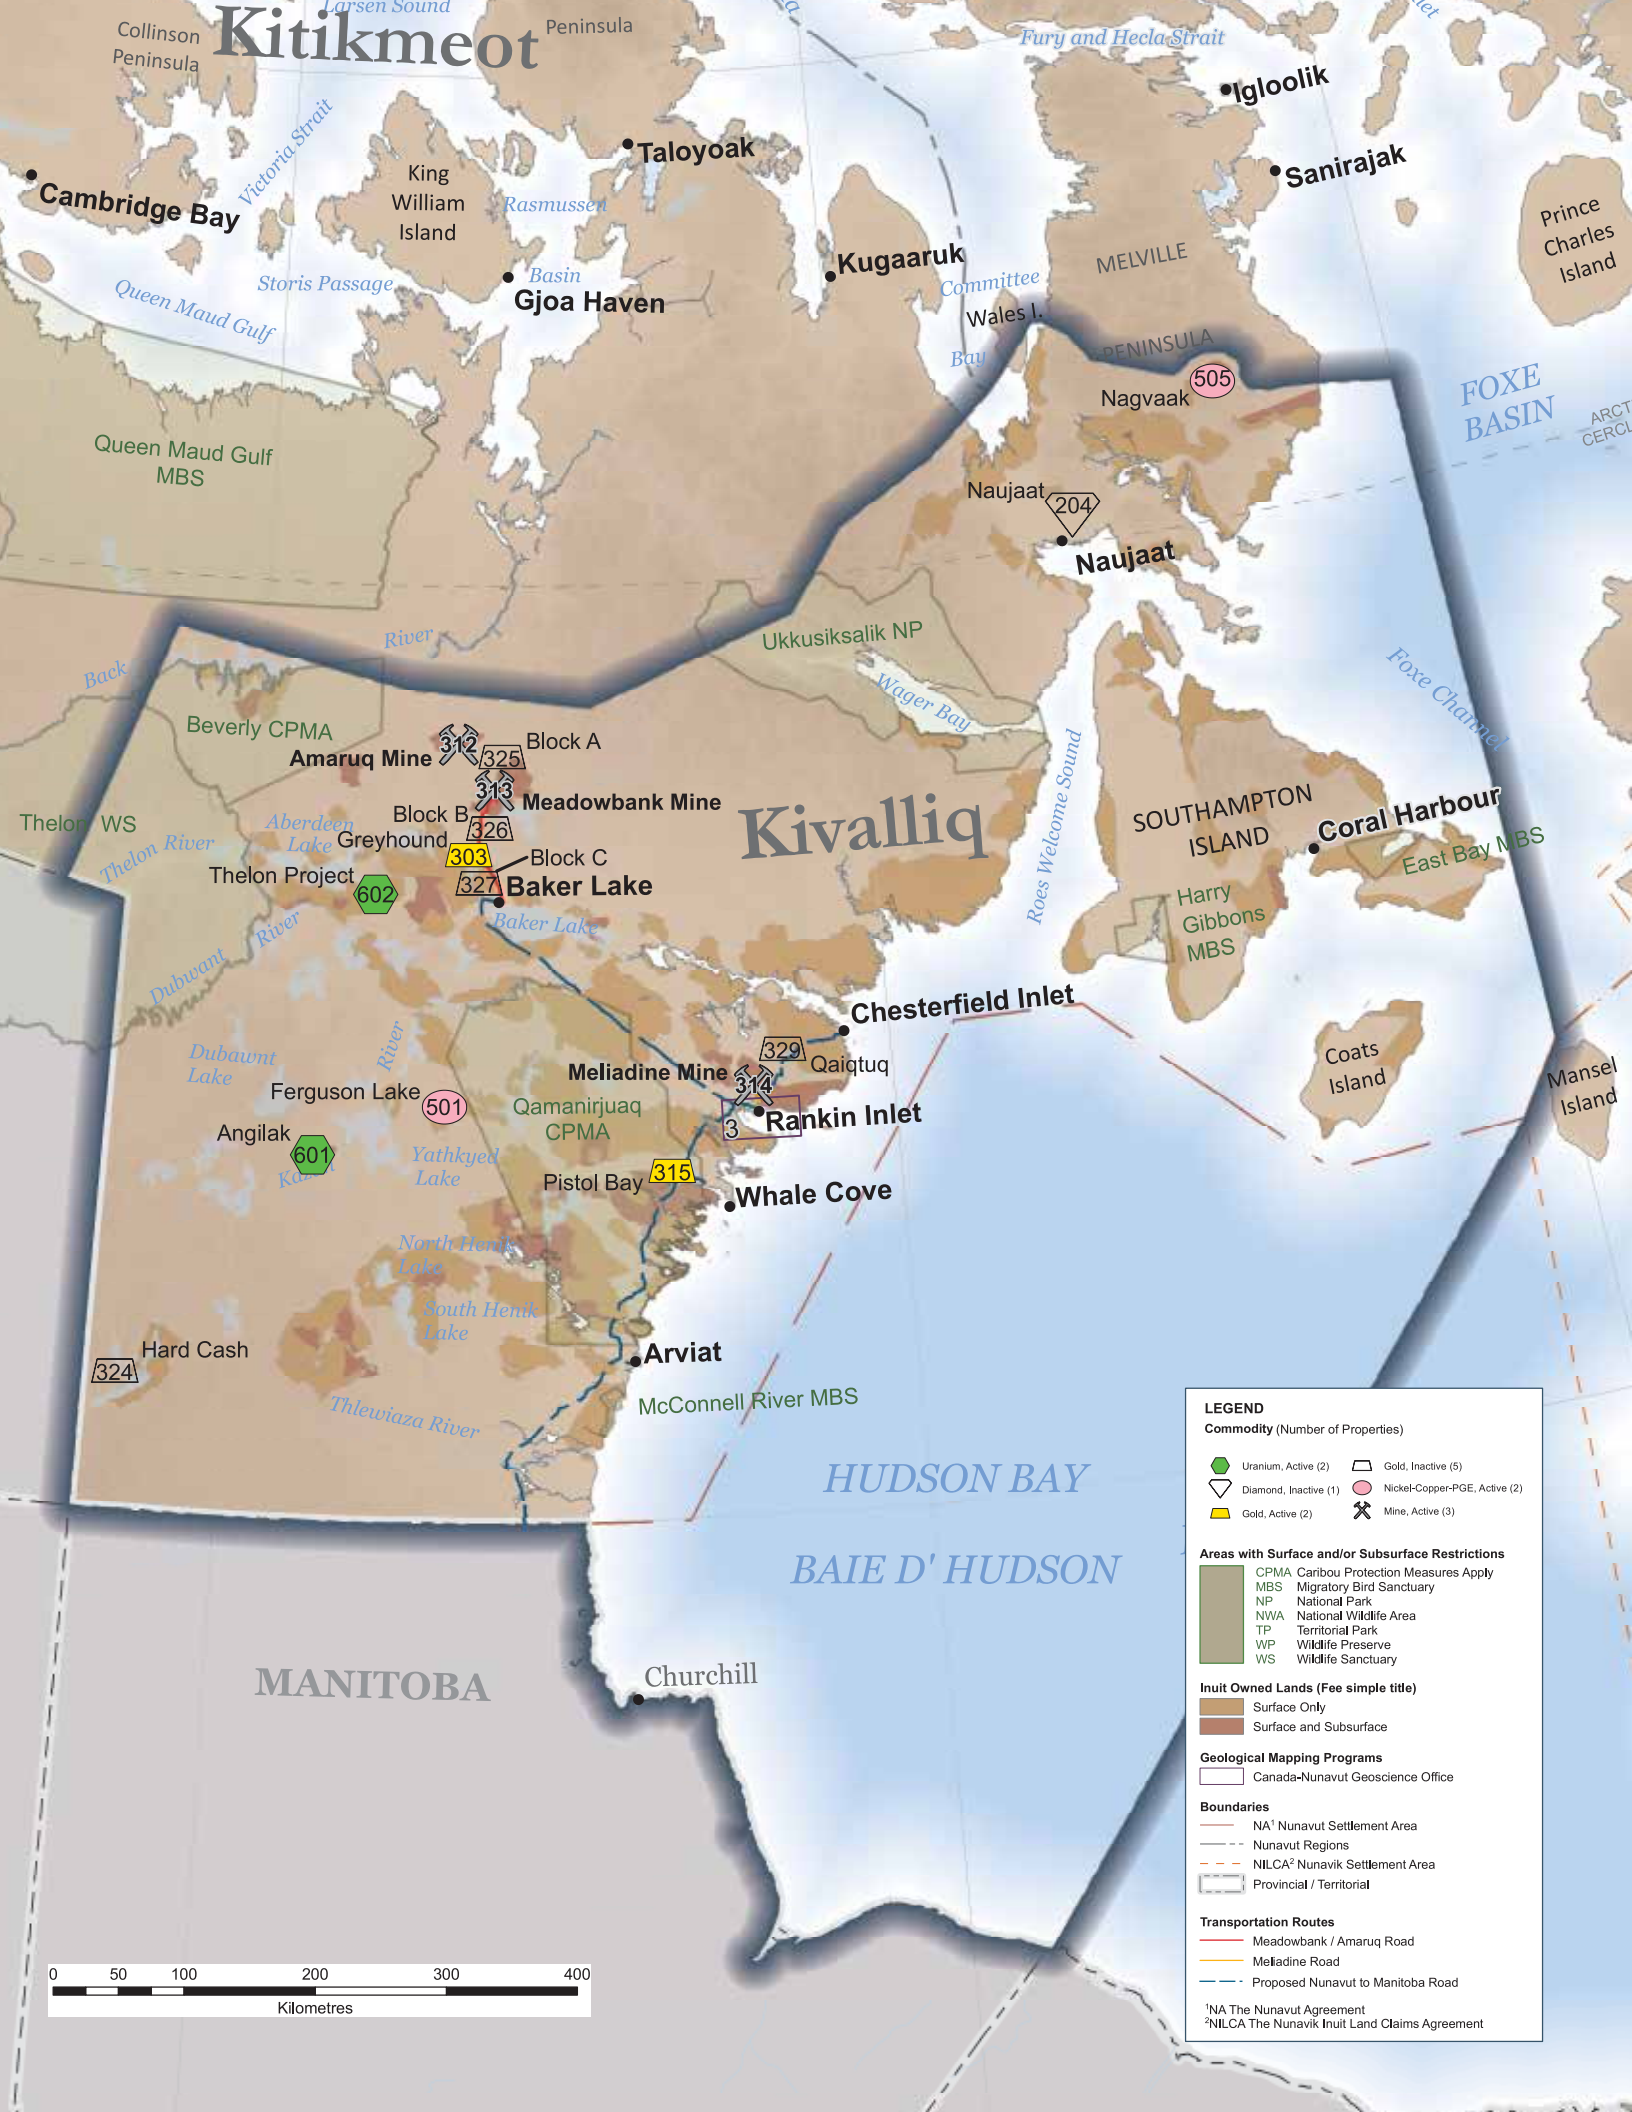 Larsen Sound
Collinson
Peninsula
Kitikmeot
Peninsula
Fury and Hecla Strait
Igloolik
Victoria Strait
Taloyoak
Sanirajak
Cambridge Bay
King
William
Island
Rasmussen
Prince
Charles
Island
Kugaaruk
MELVILLE
Storis Passage
Basin
Gjoa Haven
Committee
Wales I.
Queen Maud Gulf
PENINSULA
Bay
505
Nagvaak
FOXE
BASIN
Queen Maud Gulf
MBS
Naujaat
204
Naujaat
River
Ukkusiksalik NP
Back
Wager Bay
Foxe Channel
Beverly CPMA
Amaruq Mine
312
325
Block A
313
Meadowbank Mine
Block B
326
Thelon WS
Thelon River
Aberdeen
Lake
Greyhound
303
Block C
Kivalliq
Roes Welcome Sound
SOUTHAMPTON
ISLAND
Coral Harbour
East Bay MBS
Thelon Project
602
327
Baker Lake
Baker Lake
Harry
Gibbons
MBS
Dubwant
River
Chesterfield Inlet
Dubawnt
Lake
River
329
Qaiqtuq
Meliadine Mine
314
Coats
Island
Mansel
Island
Ferguson Lake
501
Qamanirjuaq
CPMA
3
Rankin Inlet
Angilak
601
Yathkyed
Lake
Pistol Bay
315
Whale Cove
North Henik
Lake
South Henik
Lake
Hard Cash
324
Arviat
Thlewiaza River
McConnell River MBS
HUDSON BAY
BAIE D' HUDSON
MANITOBA
Churchill
0 50 100 200 300 400
Kilometres
LEGEND
Commodity (Number of Properties)
Uranium, Active (2)
Gold, Inactive (5)
Diamond, Inactive (1)
Nickel-Copper-PGE, Active (2)
Gold, Active (2)
Mine, Active (3)
Areas with Surface and/or Subsurface Restrictions
CPMA Caribou Protection Measures Apply
MBS Migratory Bird Sanctuary
NP National Park
NWA National Wildlife Area
TP Territorial Park
WP Wildlife Preserve
WS Wildlife Sanctuary
Inuit Owned Lands (Fee simple title)
Surface Only
Surface and Subsurface
Geological Mapping Programs
Canada-Nunavut Geoscience Office
Boundaries
NA¹ Nunavut Settlement Area
Nunavut Regions
NILCA² Nunavik Settlement Area
Provincial / Territorial
Transportation Routes
Meadowbank / Amaruq Road
Meliadine Road
Proposed Nunavut to Manitoba Road
¹NA The Nunavut Agreement
²NILCA The Nunavik Inuit Land Claims Agreement